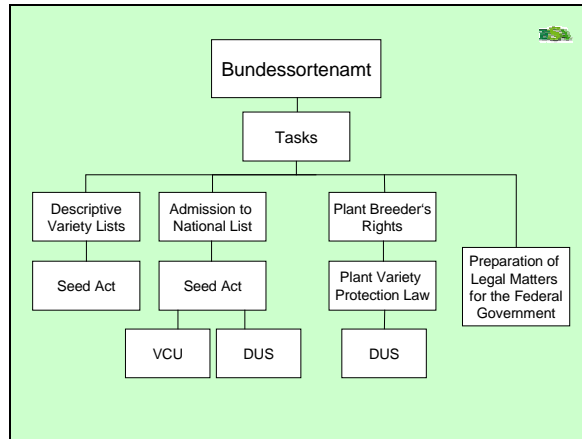 BSA
Bundessortenamt
Tasks
Descriptive
Variety Lists
Admission to
National List
Plant Breeder‘s
Rights
Preparation of
Legal Matters
for the Federal
Government
Seed Act
Seed Act
Plant Variety
Protection Law
VCU
DUS
DUS